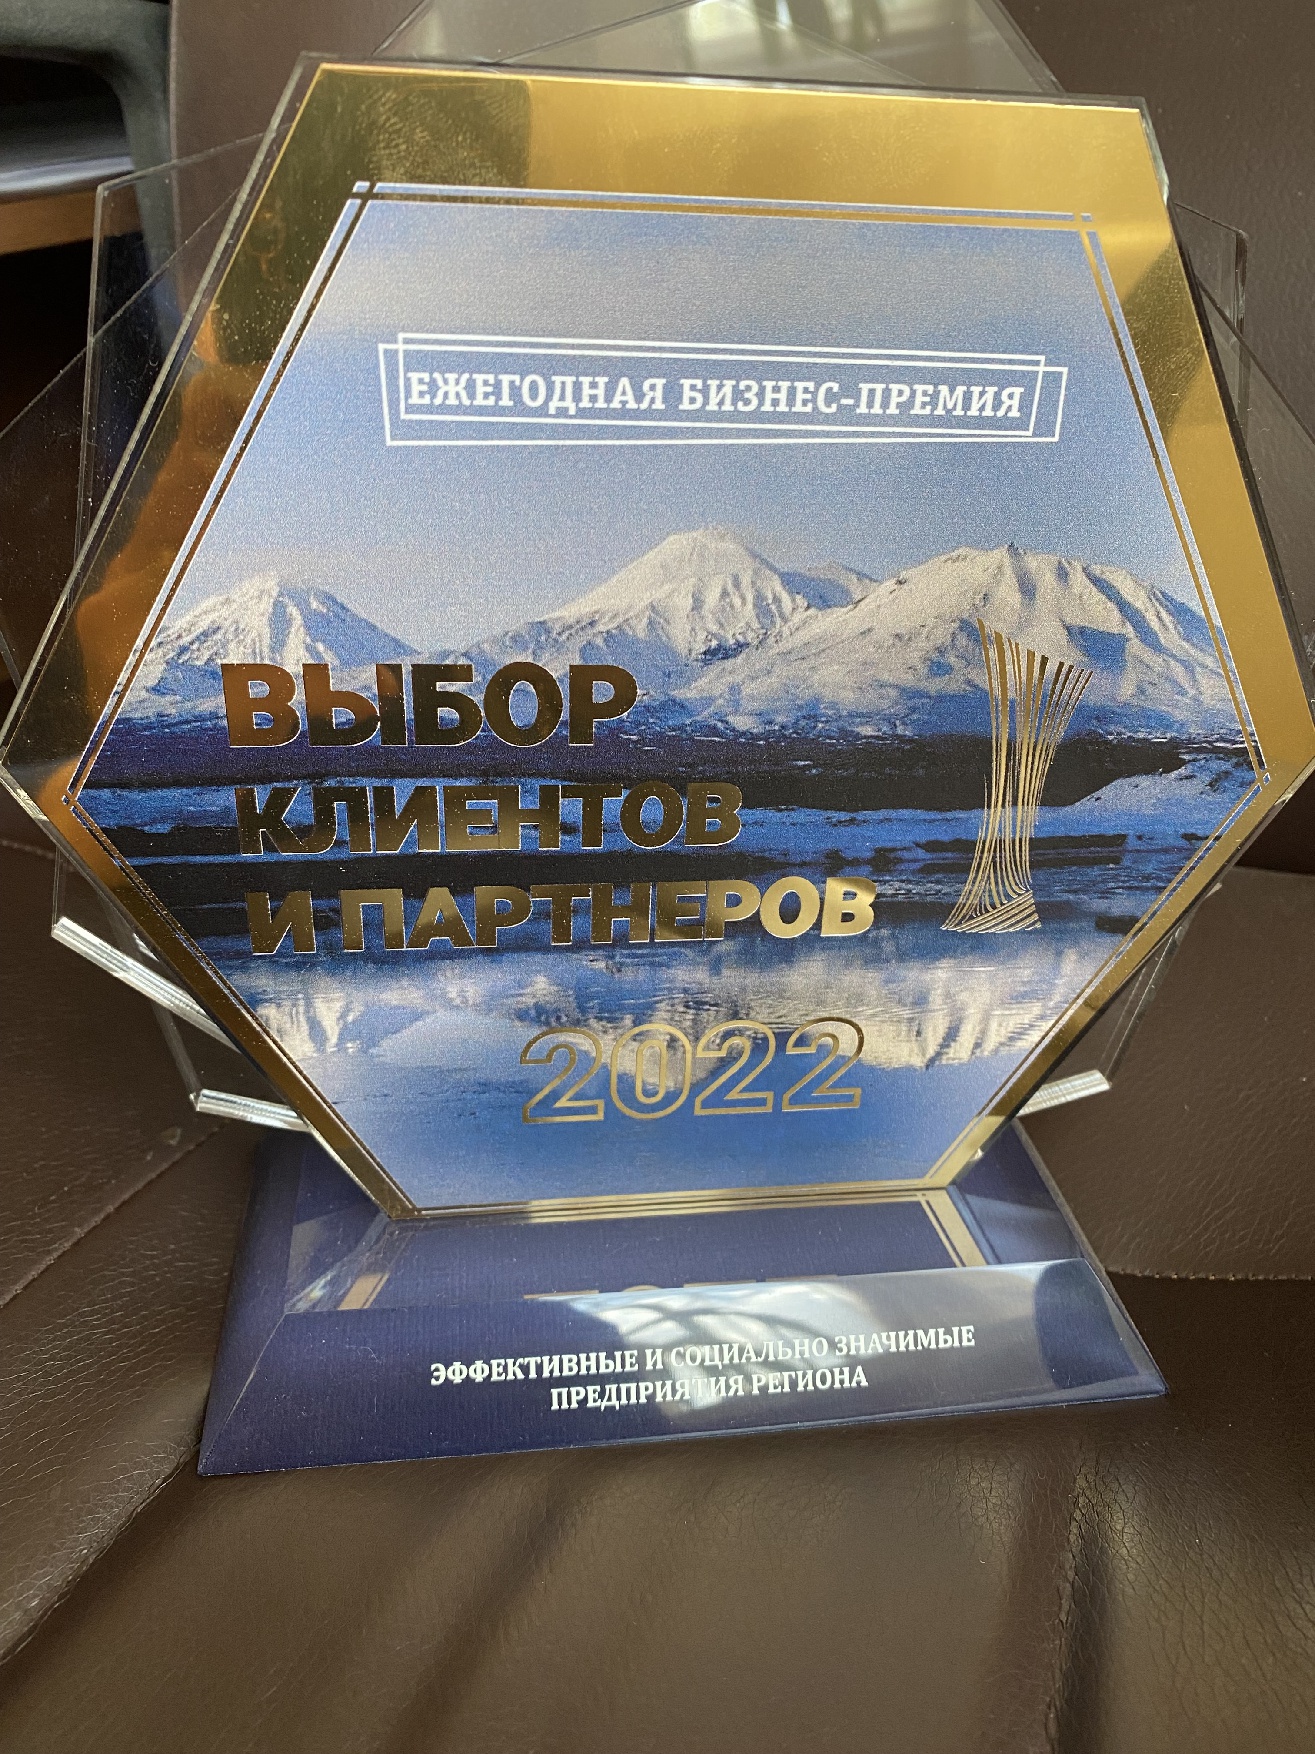 ЕЖЕГОДНАЯ БИЗНЕС-ПРЕМИЯ
ВЫБОР
КЛИЕНТОВ
И ПАРТНЕРОВ
2022
ЭФФЕКТИВНЫЕ И СОЦИАЛЬНО ЗНАЧИМЫЕ
ПРЕДПРИЯТИЯ РЕГИОНА